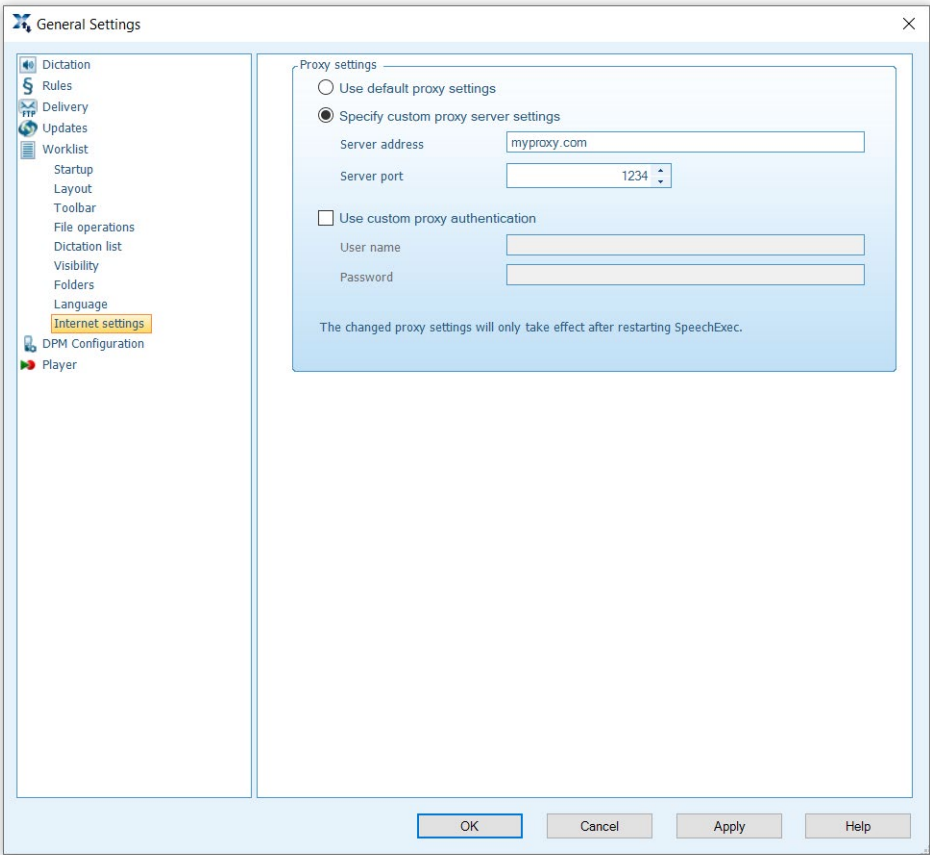 General Settings
Dictation
Rules
FTP
Delivery
Updates
Worklist
Startup
Layout
Toolbar
File operations
Dictation list
Visibility
Folders
Language
Internet settings
DPM Configuration
Player
Proxy settings
Use default proxy settings
Specify custom proxy server settings
Server address myproxy.com
Server port 1234
Use custom proxy authentication
User name
Password
The changed proxy settings will only take effect after restarting SpeechExec.
OK Cancel Apply Help